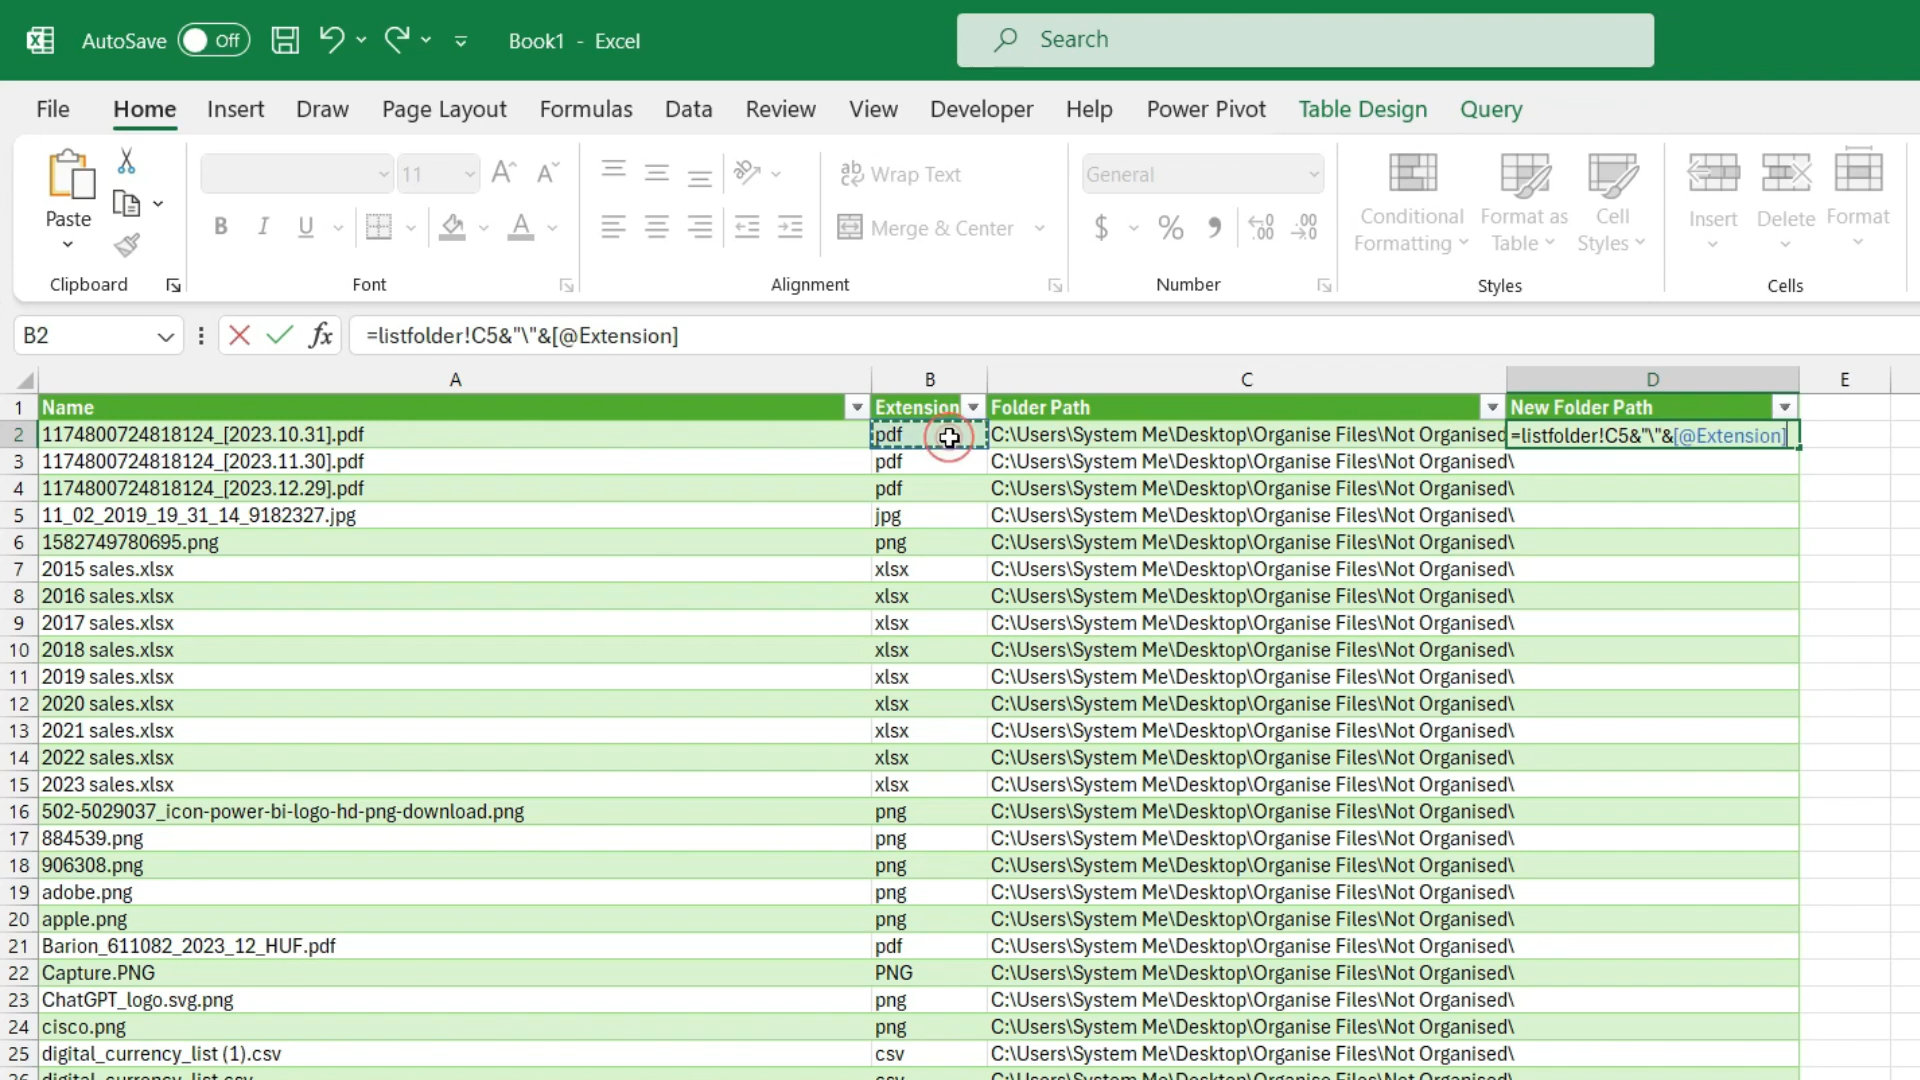 AutoSave Off Book1 - Excel Search
File Home Insert Draw Page Layout Formulas Data Review View Developer Help Power Pivot Table Design Query
Paste
Clipboard
11
B I U
Font
Wrap Text
Merge & Center
Alignment
General
$ % 9
Number
Conditional Formatting
Format as Table
Cell Styles
Styles
Insert Delete Format
Cells
B2 fx =listfolder!C5&"\"&[@Extension]
A B C D E
1 Name Extension Folder Path New Folder Path
2 1174800724818124_[2023.10.31].pdf pdf C:\Users\System Me\Desktop\Organise Files\Not Organised =listfolder!C5&"\"&[@Extension]
3 1174800724818124_[2023.11.30].pdf pdf C:\Users\System Me\Desktop\Organise Files\Not Organised\
4 1174800724818124_[2023.12.29].pdf pdf C:\Users\System Me\Desktop\Organise Files\Not Organised\
5 11_02_2019_19_31_14_9182327.jpg jpg C:\Users\System Me\Desktop\Organise Files\Not Organised\
6 1582749780695.png png C:\Users\System Me\Desktop\Organise Files\Not Organised\
7 2015 sales.xlsx xlsx C:\Users\System Me\Desktop\Organise Files\Not Organised\
8 2016 sales.xlsx xlsx C:\Users\System Me\Desktop\Organise Files\Not Organised\
9 2017 sales.xlsx xlsx C:\Users\System Me\Desktop\Organise Files\Not Organised\
10 2018 sales.xlsx xlsx C:\Users\System Me\Desktop\Organise Files\Not Organised\
11 2019 sales.xlsx xlsx C:\Users\System Me\Desktop\Organise Files\Not Organised\
12 2020 sales.xlsx xlsx C:\Users\System Me\Desktop\Organise Files\Not Organised\
13 2021 sales.xlsx xlsx C:\Users\System Me\Desktop\Organise Files\Not Organised\
14 2022 sales.xlsx xlsx C:\Users\System Me\Desktop\Organise Files\Not Organised\
15 2023 sales.xlsx xlsx C:\Users\System Me\Desktop\Organise Files\Not Organised\
16 502-5029037_icon-power-bi-logo-hd-png-download.png png C:\Users\System Me\Desktop\Organise Files\Not Organised\
17 884539.png png C:\Users\System Me\Desktop\Organise Files\Not Organised\
18 906308.png png C:\Users\System Me\Desktop\Organise Files\Not Organised\
19 adobe.png png C:\Users\System Me\Desktop\Organise Files\Not Organised\
20 apple.png png C:\Users\System Me\Desktop\Organise Files\Not Organised\
21 Barion_611082_2023_12_HUF.pdf pdf C:\Users\System Me\Desktop\Organise Files\Not Organised\
22 Capture.PNG PNG C:\Users\System Me\Desktop\Organise Files\Not Organised\
23 ChatGPT_logo.svg.png png C:\Users\System Me\Desktop\Organise Files\Not Organised\
24 cisco.png png C:\Users\System Me\Desktop\Organise Files\Not Organised\
25 digital_currency_list (1).csv csv C:\Users\System Me\Desktop\Organise Files\Not Organised\